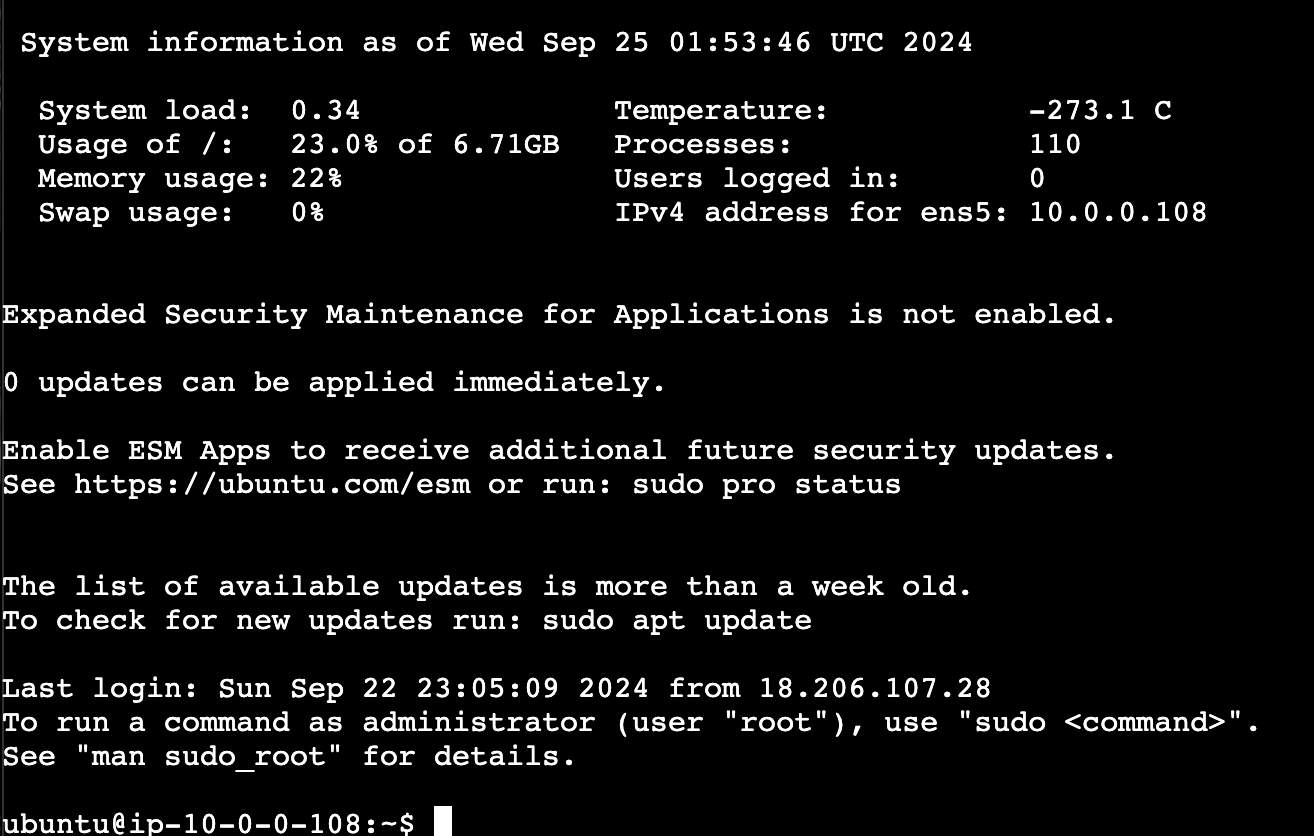 System information as of Wed Sep 25 01:53:46 UTC 2024
System load: 0.34 Temperature: -273.1 C
Usage of /: 23.0% of 6.71GB Processes: 110
Memory usage: 22% Users logged in: 0
Swap usage: 0% IPv4 address for ens5: 10.0.0.108
Expanded Security Maintenance for Applications is not enabled.
0 updates can be applied immediately.
Enable ESM Apps to receive additional future security updates.
See https://ubuntu.com/esm or run: sudo pro status
The list of available updates is more than a week old.
To check for new updates run: sudo apt update
Last login: Sun Sep 22 23:05:09 2024 from 18.206.107.28
To run a command as administrator (user "root"), use "sudo <command>".
See "man sudo_root" for details.
ubuntu@ip-10-0-0-108:~$